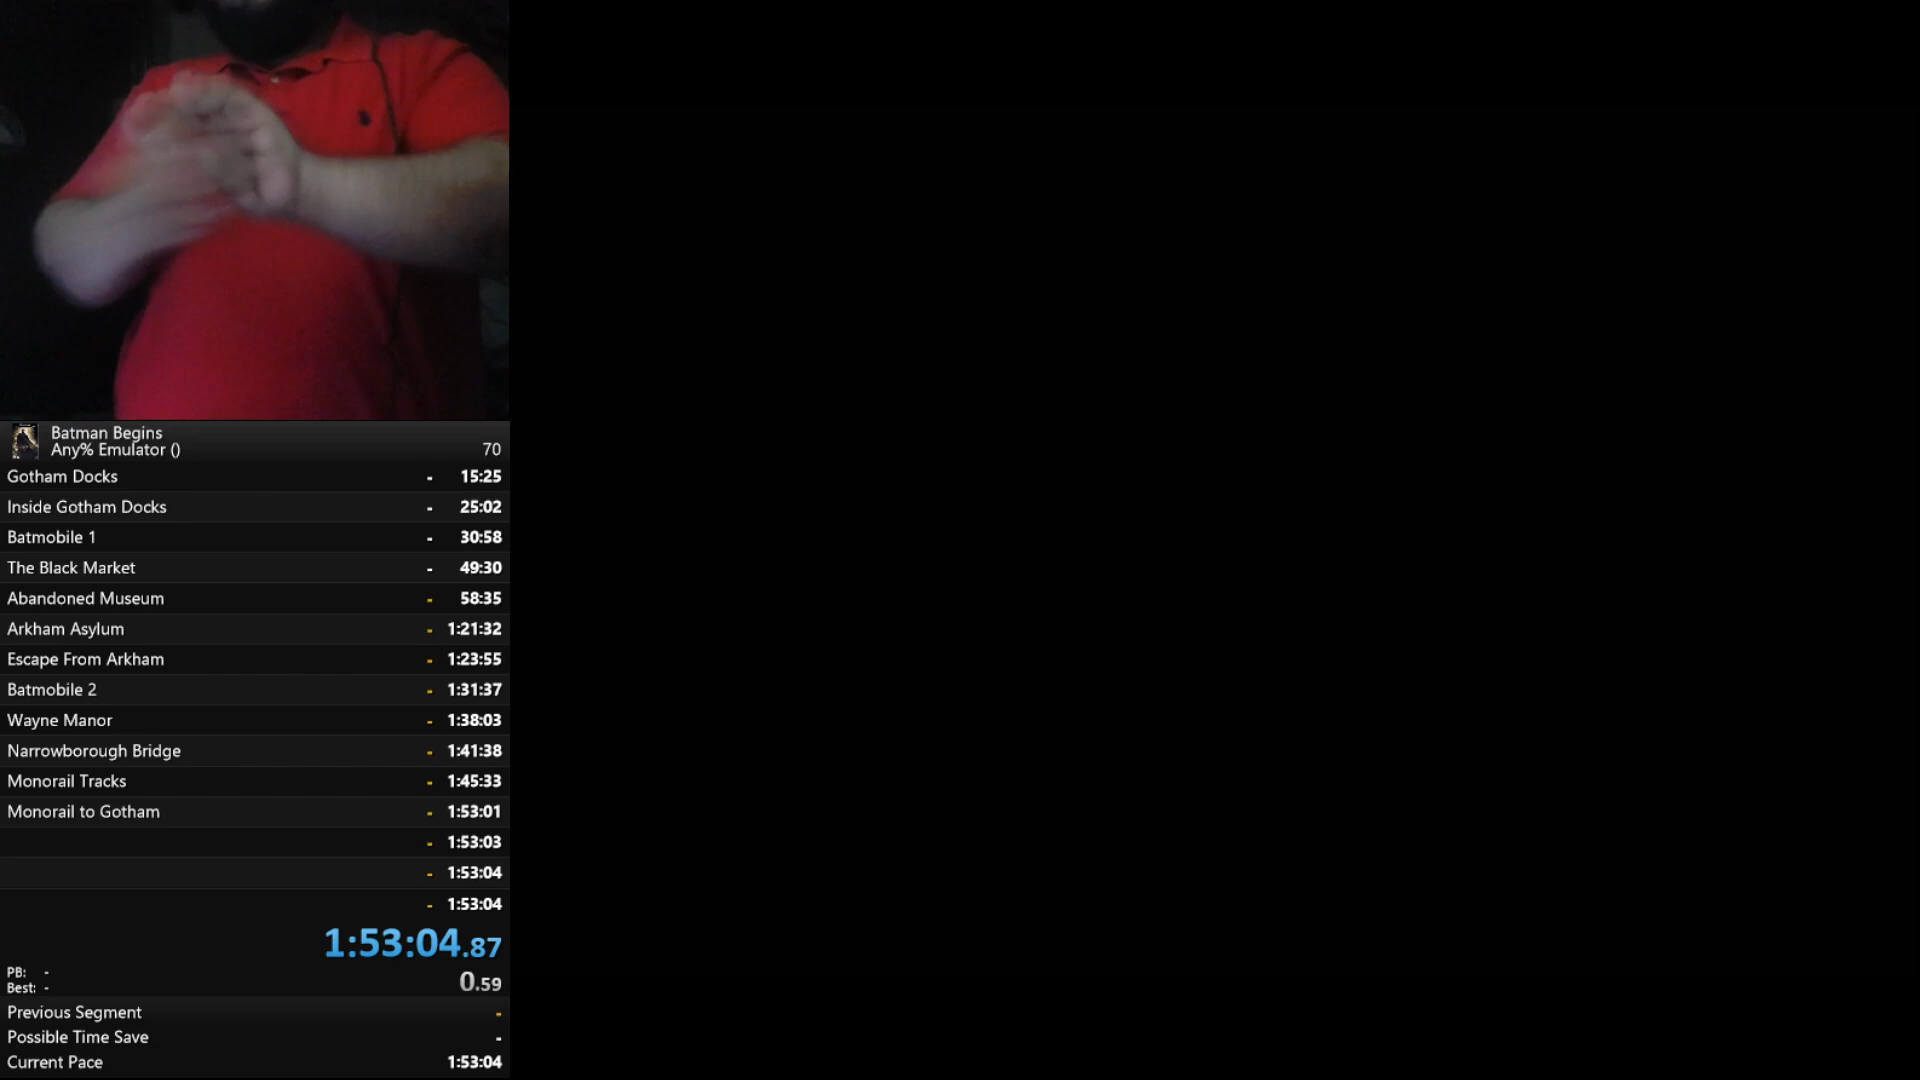 Batman Begins
Any% Emulator () 70
Gotham Docks - 15:25
Inside Gotham Docks - 25:02
Batmobile 1 - 30:58
The Black Market - 49:30
Abandoned Museum - 58:35
Arkham Asylum - 1:21:32
Escape From Arkham - 1:23:55
Batmobile 2 - 1:31:37
Wayne Manor - 1:38:03
Narrowborough Bridge - 1:41:38
Monorail Tracks - 1:45:33
Monorail to Gotham - 1:53:01
- 1:53:03
- 1:53:04
- 1:53:04
1:53:04.87
PB: -
Best: - 0.59
Previous Segment -
Possible Time Save -
Current Pace 1:53:04